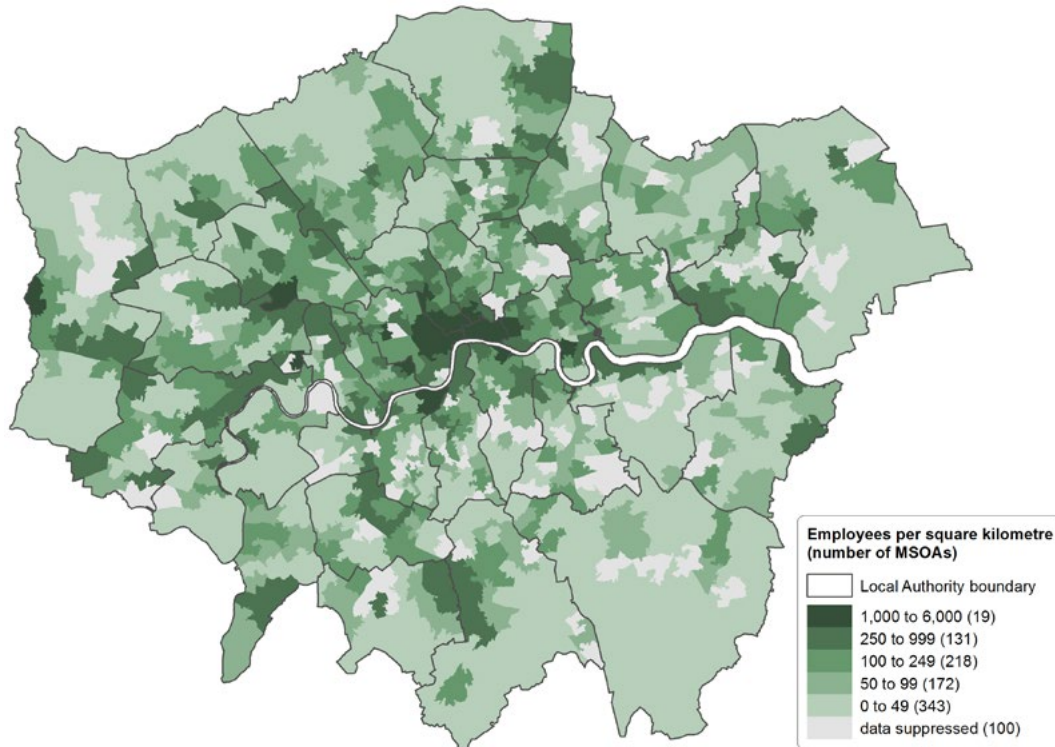 Employees per square kilometre
(number of MSOAs)
Local Authority boundary
1,000 to 6,000 (19)
250 to 999 (131)
100 to 249 (218)
50 to 99 (172)
0 to 49 (343)
data suppressed (100)